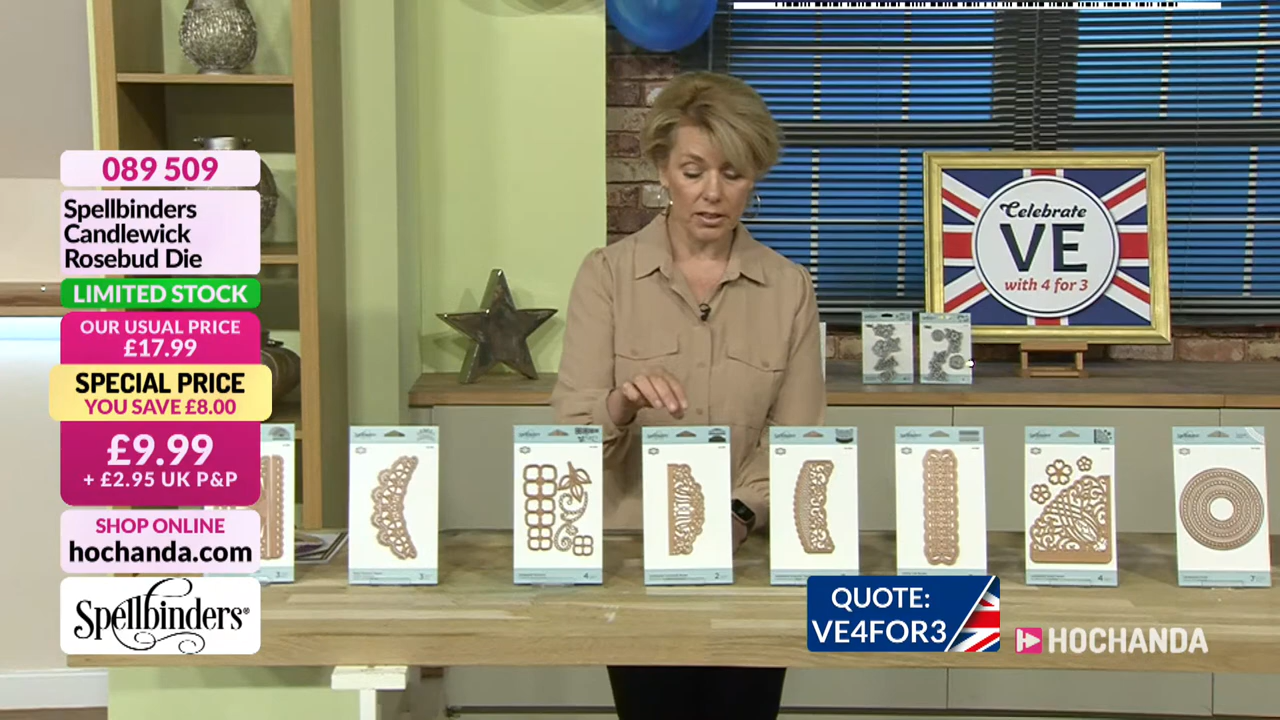 089 509
Spellbinders
Candlewick
Rosebud Die
LIMITED STOCK
OUR USUAL PRICE
£17.99
SPECIAL PRICE
YOU SAVE £8.00
£9.99
+ £2.95 UK P&P
SHOP ONLINE
hochanda.com
Spellbinders®
Celebrate
VE
with 4 for 3
QUOTE:
VE4FOR3
HOCHANDA